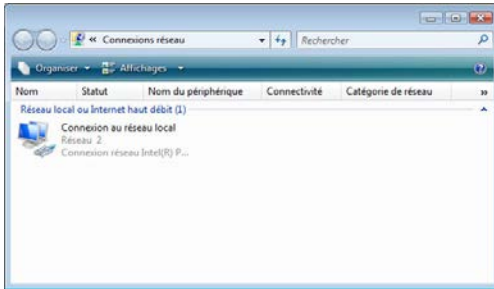 « Connexions réseau
Rechercher
Organiser Affichages
Nom Statut Nom du périphérique Connectivité Catégorie de réseau »
Réseau local ou Internet haut débit (1)
Connexion au réseau local
Réseau 2
Connexion réseau Intel(R) P...